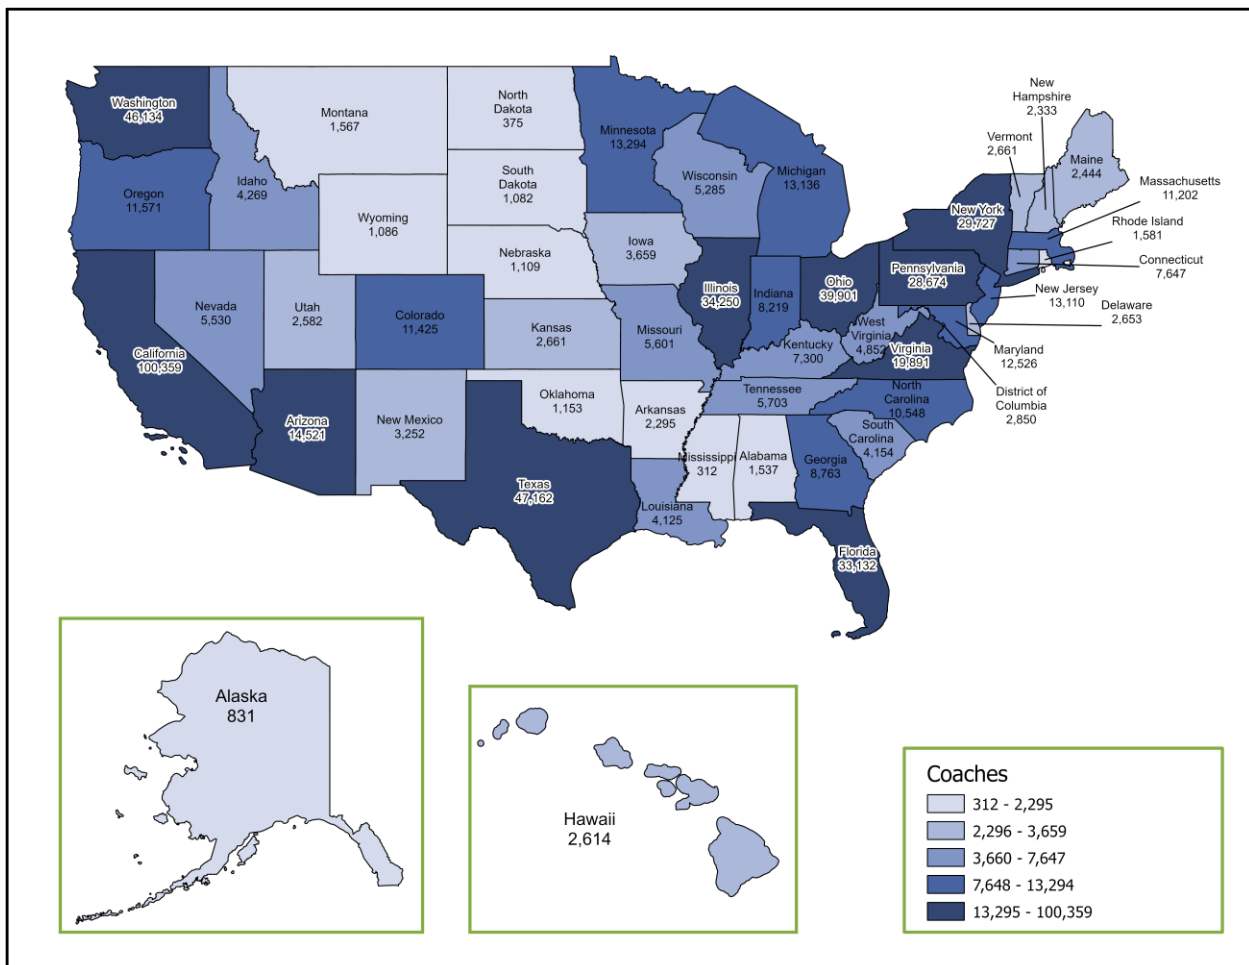 Washington
46,134
Montana
1,567
North
Dakota
375
Minnesota
13,294
Michigan
13,136
New
Hampshire
2,333
Vermont
2,661
Maine
2,444
Massachusetts
11,202
Rhode Island
1,581
Connecticut
7,647
New Jersey
13,110
Delaware
2,653
Maryland
12,526
District of
Columbia
2,850
Oregon
11,571
Idaho
4,269
Wyoming
1,086
South
Dakota
1,082
Wisconsin
5,285
New York
29,727
Nebraska
1,109
Iowa
3,659
Illinois
34,250
Indiana
8,219
Ohio
39,901
Pennsylvania
28,674
California
100,359
Nevada
5,530
Utah
2,582
Colorado
11,425
Kansas
2,661
Missouri
5,601
Kentucky
7,300
West
Virginia
4,852
Virginia
19,891
Arizona
14,521
New Mexico
3,252
Oklahoma
1,153
Arkansas
2,295
Tennessee
5,703
North
Carolina
10,548
South
Carolina
4,154
Texas
47,162
Louisiana
4,125
Mississippi
312
Alabama
1,537
Georgia
8,763
Florida
33,132
Alaska
831
Hawaii
2,614
Coaches
312 - 2,295
2,296 - 3,659
3,660 - 7,647
7,648 - 13,294
13,295 - 100,359